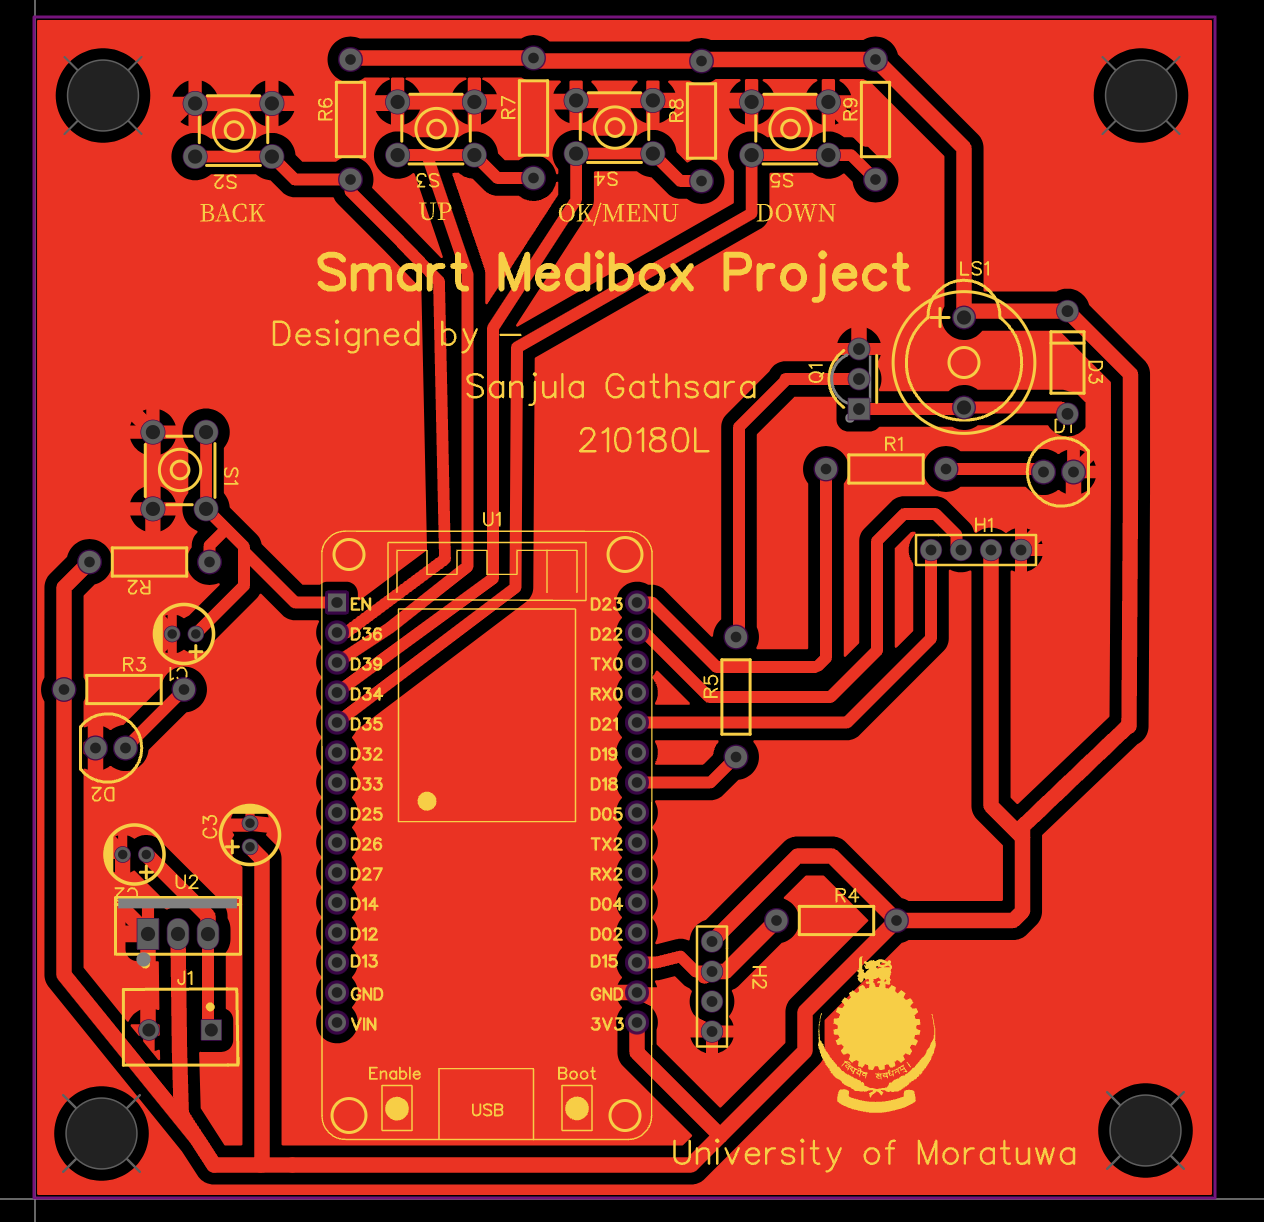 R6
R7
R8
R9
S2
S3
S4
S5
BACK
UP
OK/MENU
DOWN
Smart Medibox Project
LS1
+
Designed by -
Q1
D3
Sanjula Gathsara
D1
210180L
R1
S1
U1
H1
R2
EN
D23
D36
D22
D39
TX0
D34
RX0
D35
D21
D32
D19
D33
D18
D25
D05
D26
TX2
D27
RX2
D14
D04
D12
D02
D13
D15
GND
GND
VIN
3V3
+
C1
R3
R5
D2
C3
+
+
C2
U2
R4
H2
J1
Enable
Boot
USB
University of Moratuwa